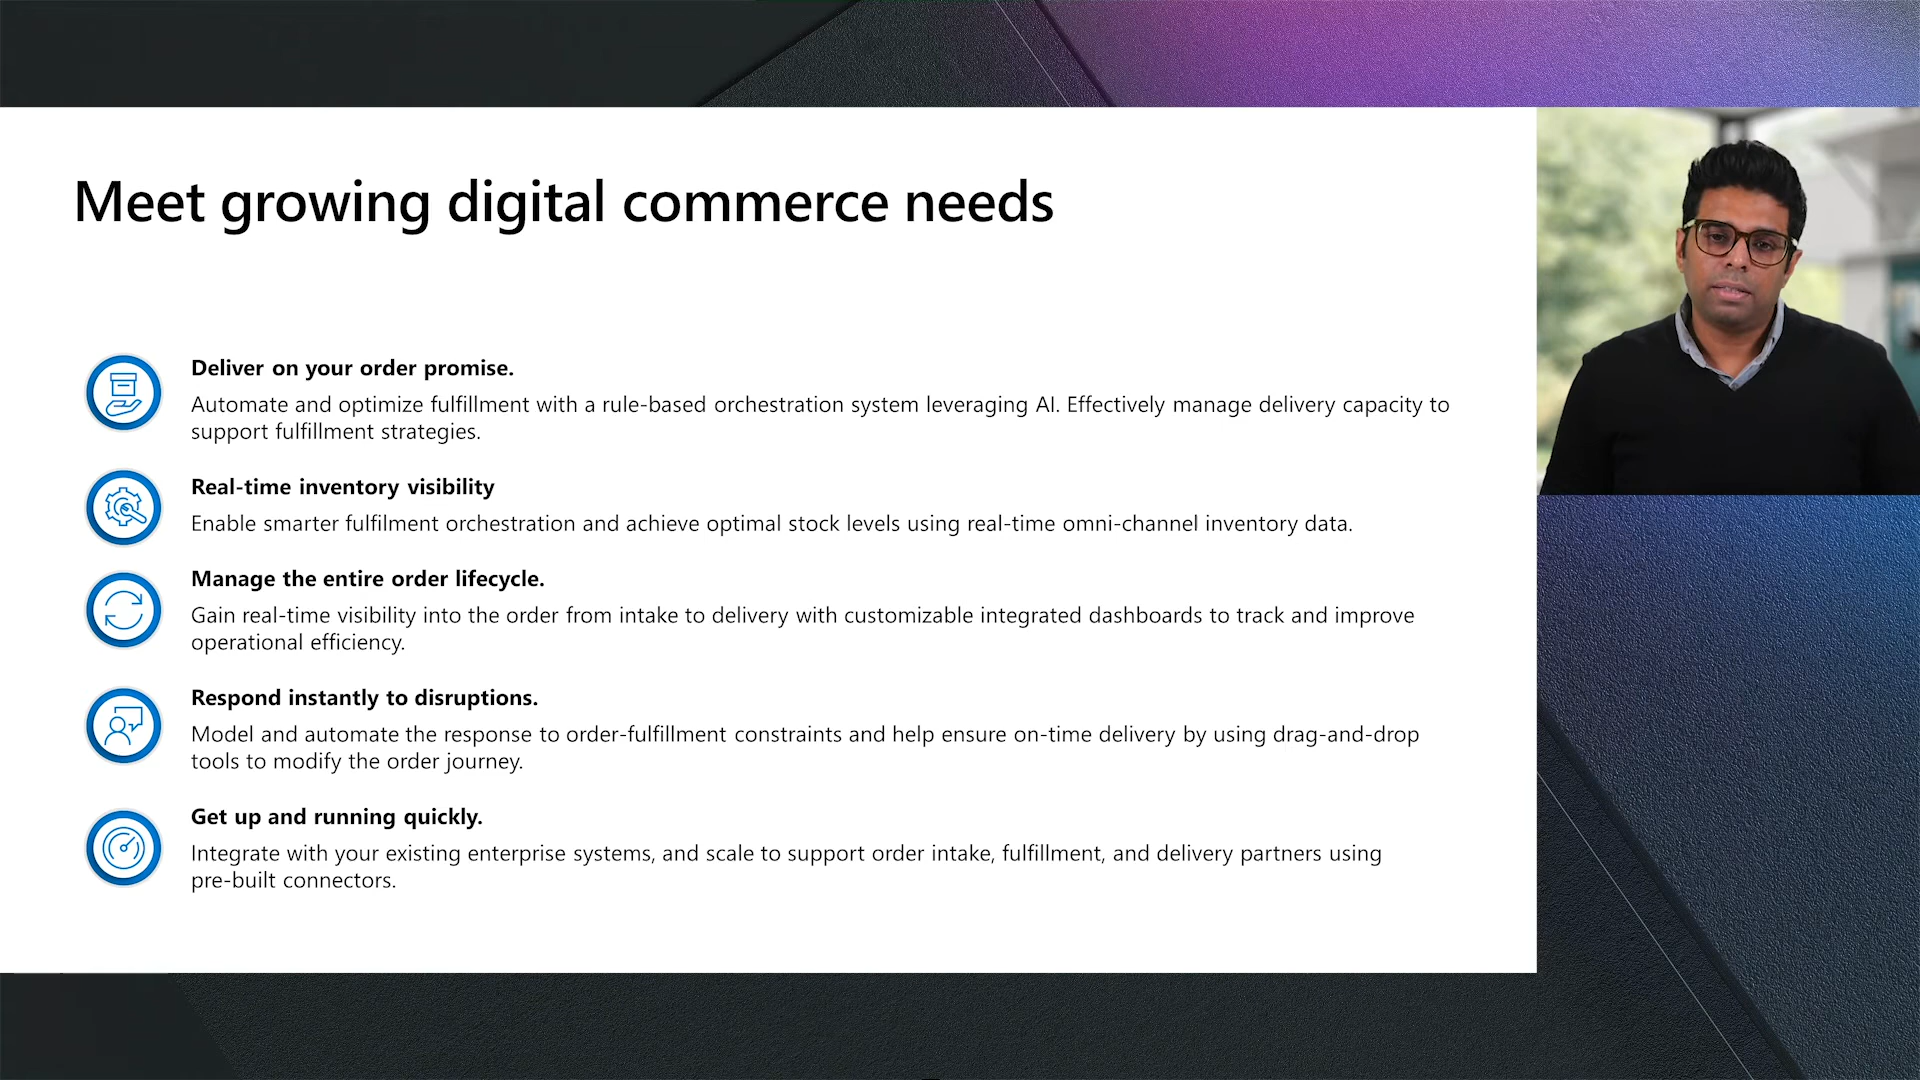 Meet growing digital commerce needs
Deliver on your order promise.
Automate and optimize fulfillment with a rule-based orchestration system leveraging AI. Effectively manage delivery capacity to
support fulfillment strategies.
Real-time inventory visibility
Enable smarter fulfilment orchestration and achieve optimal stock levels using real-time omni-channel inventory data.
Manage the entire order lifecycle.
Gain real-time visibility into the order from intake to delivery with customizable integrated dashboards to track and improve
operational efficiency.
Respond instantly to disruptions.
Model and automate the response to order-fulfillment constraints and help ensure on-time delivery by using drag-and-drop
tools to modify the order journey.
Get up and running quickly.
Integrate with your existing enterprise systems, and scale to support order intake, fulfillment, and delivery partners using
pre-built connectors.